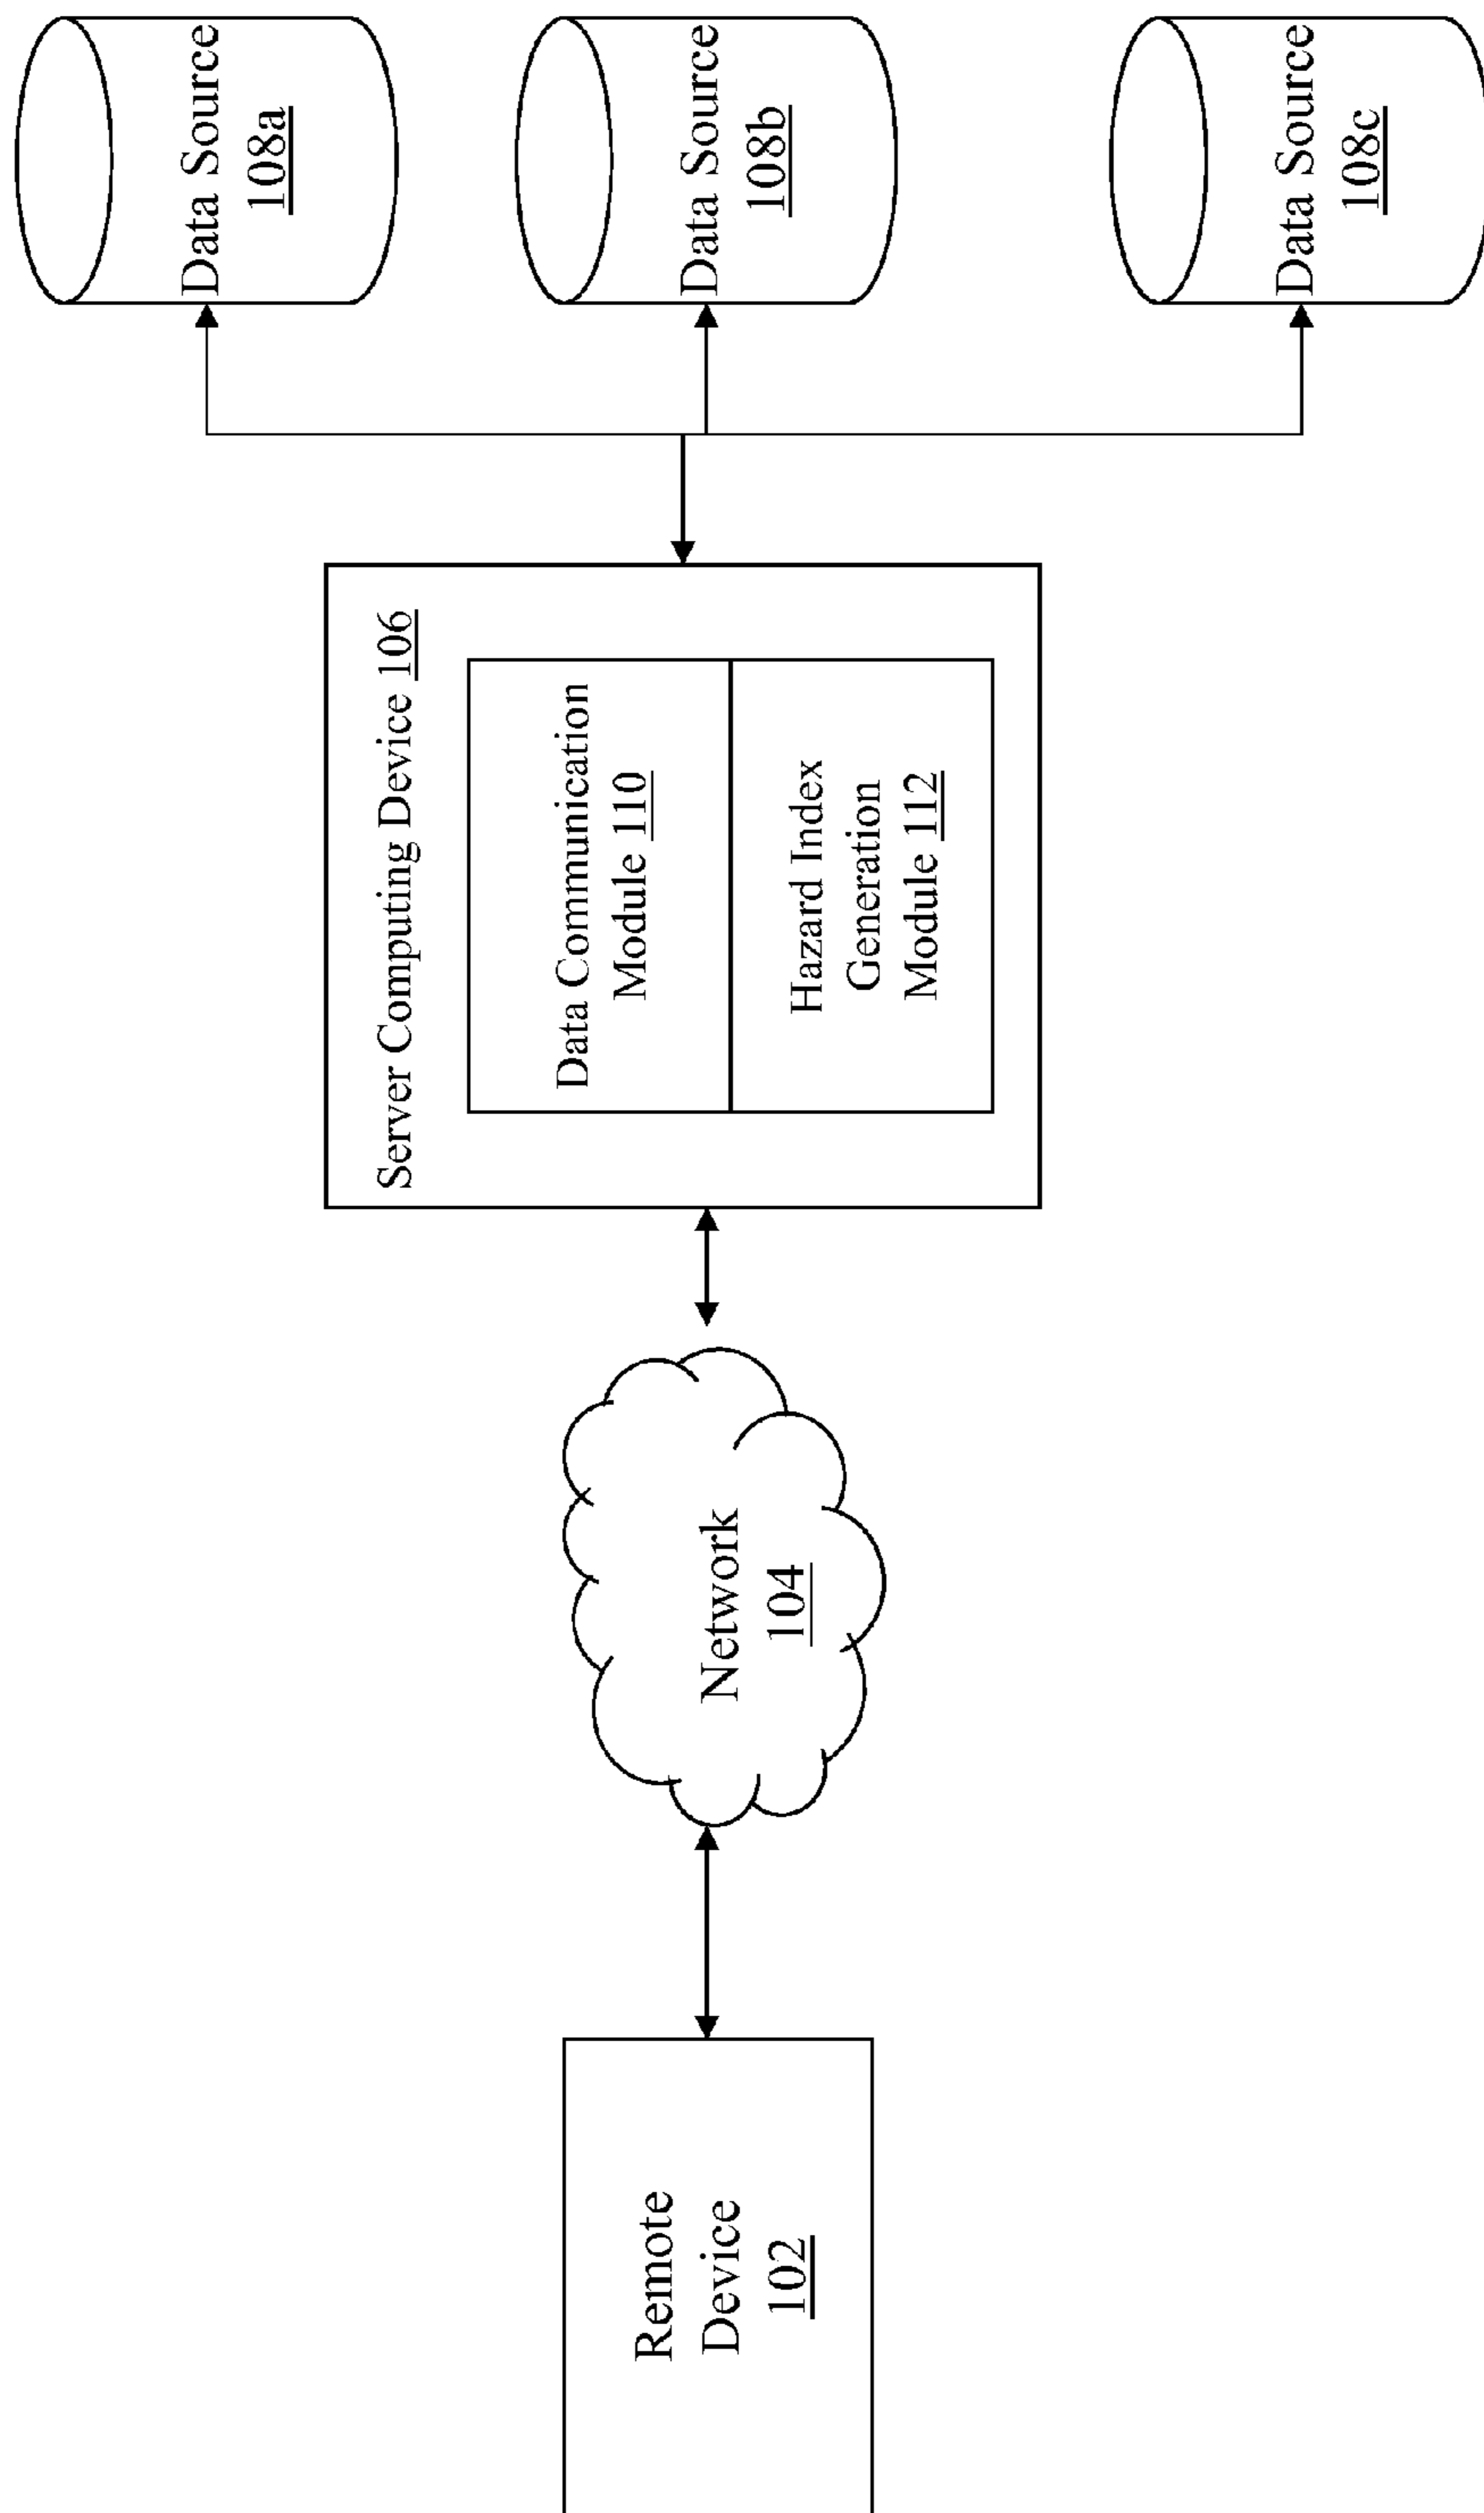 Remote
Device
102
Network
104
Server Computing Device 106
Data Communication
Module 110
Hazard Index
Generation
Module 112
Data Source
108a
Data Source
108b
Data Source
108c